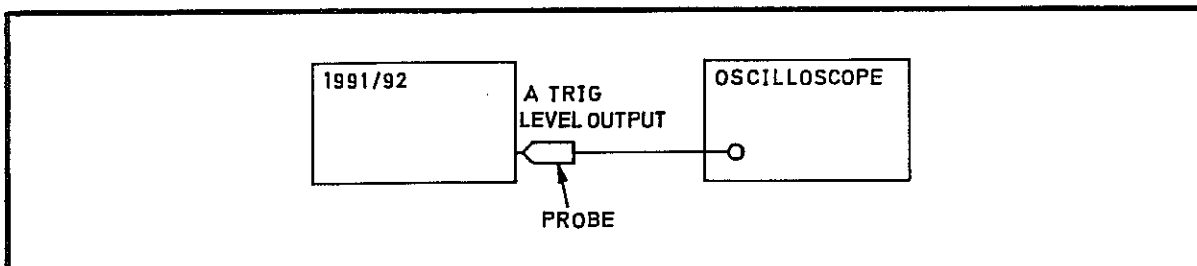 1991/92
A TRIG
LEVEL OUTPUT
OSCILLOSCOPE
PROBE